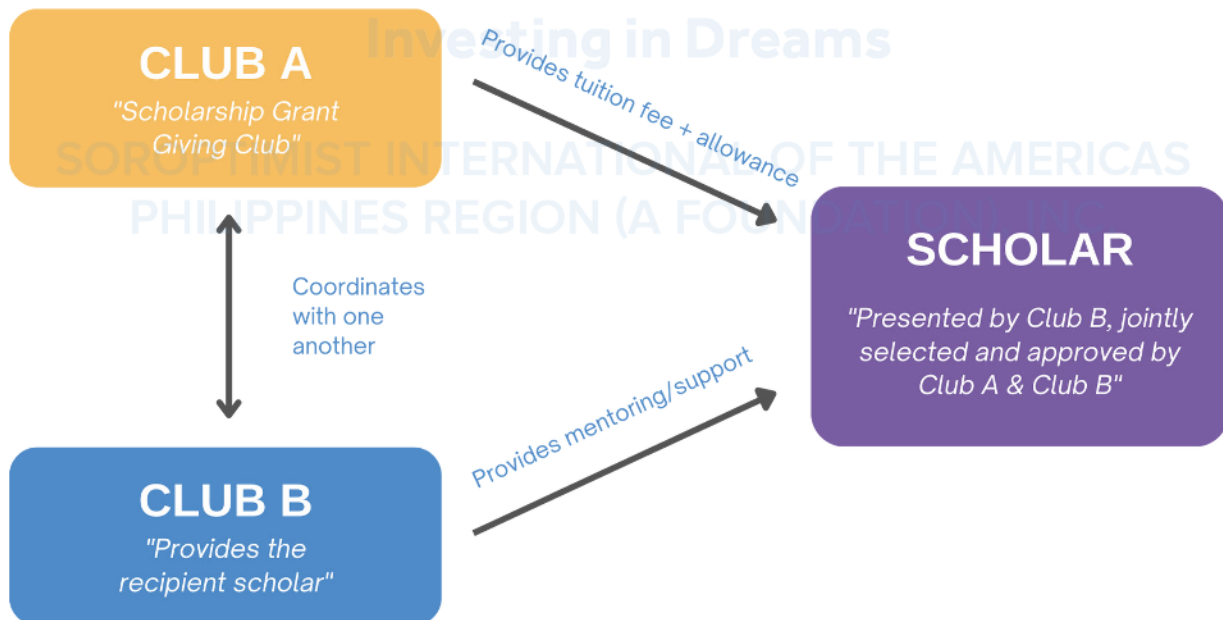 Investing in Dreams
SOROPTIMIST INTERNATIONAL OF THE AMERICAS
PHILIPPINES REGION (A FOUNDATION), INC
CLUB A
"Scholarship Grant
Giving Club"
Provides tuition fee + allowance
SCHOLAR
"Presented by Club B, jointly
selected and approved by
Club A & Club B"
Coordinates
with one
another
Provides mentoring/support
CLUB B
"Provides the
recipient scholar"